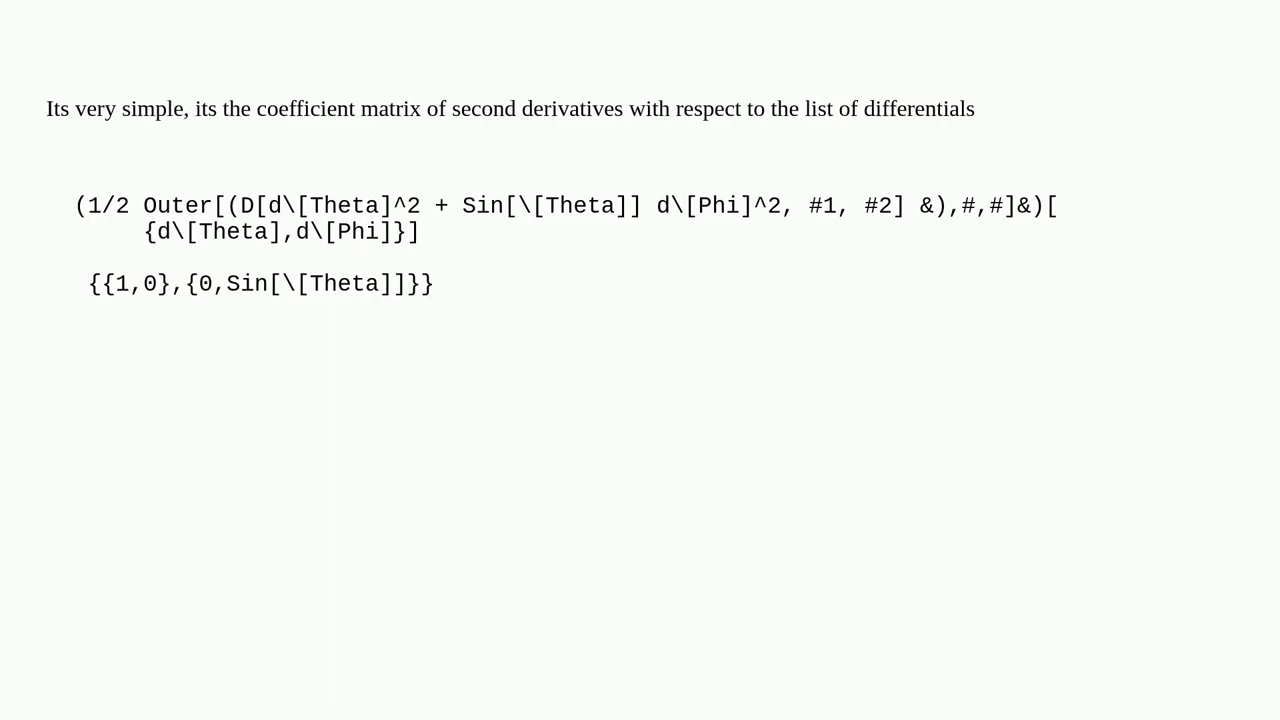 Its very simple, its the coefficient matrix of second derivatives with respect to the list of differentials
(1/2 Outer[(D[d\[Theta]^2 + Sin[\[Theta]] d\[Phi]^2, #1, #2] &),#,#]&)[
{d\[Theta],d\[Phi]}]
{{1,0},{0,Sin[\[Theta]]}}